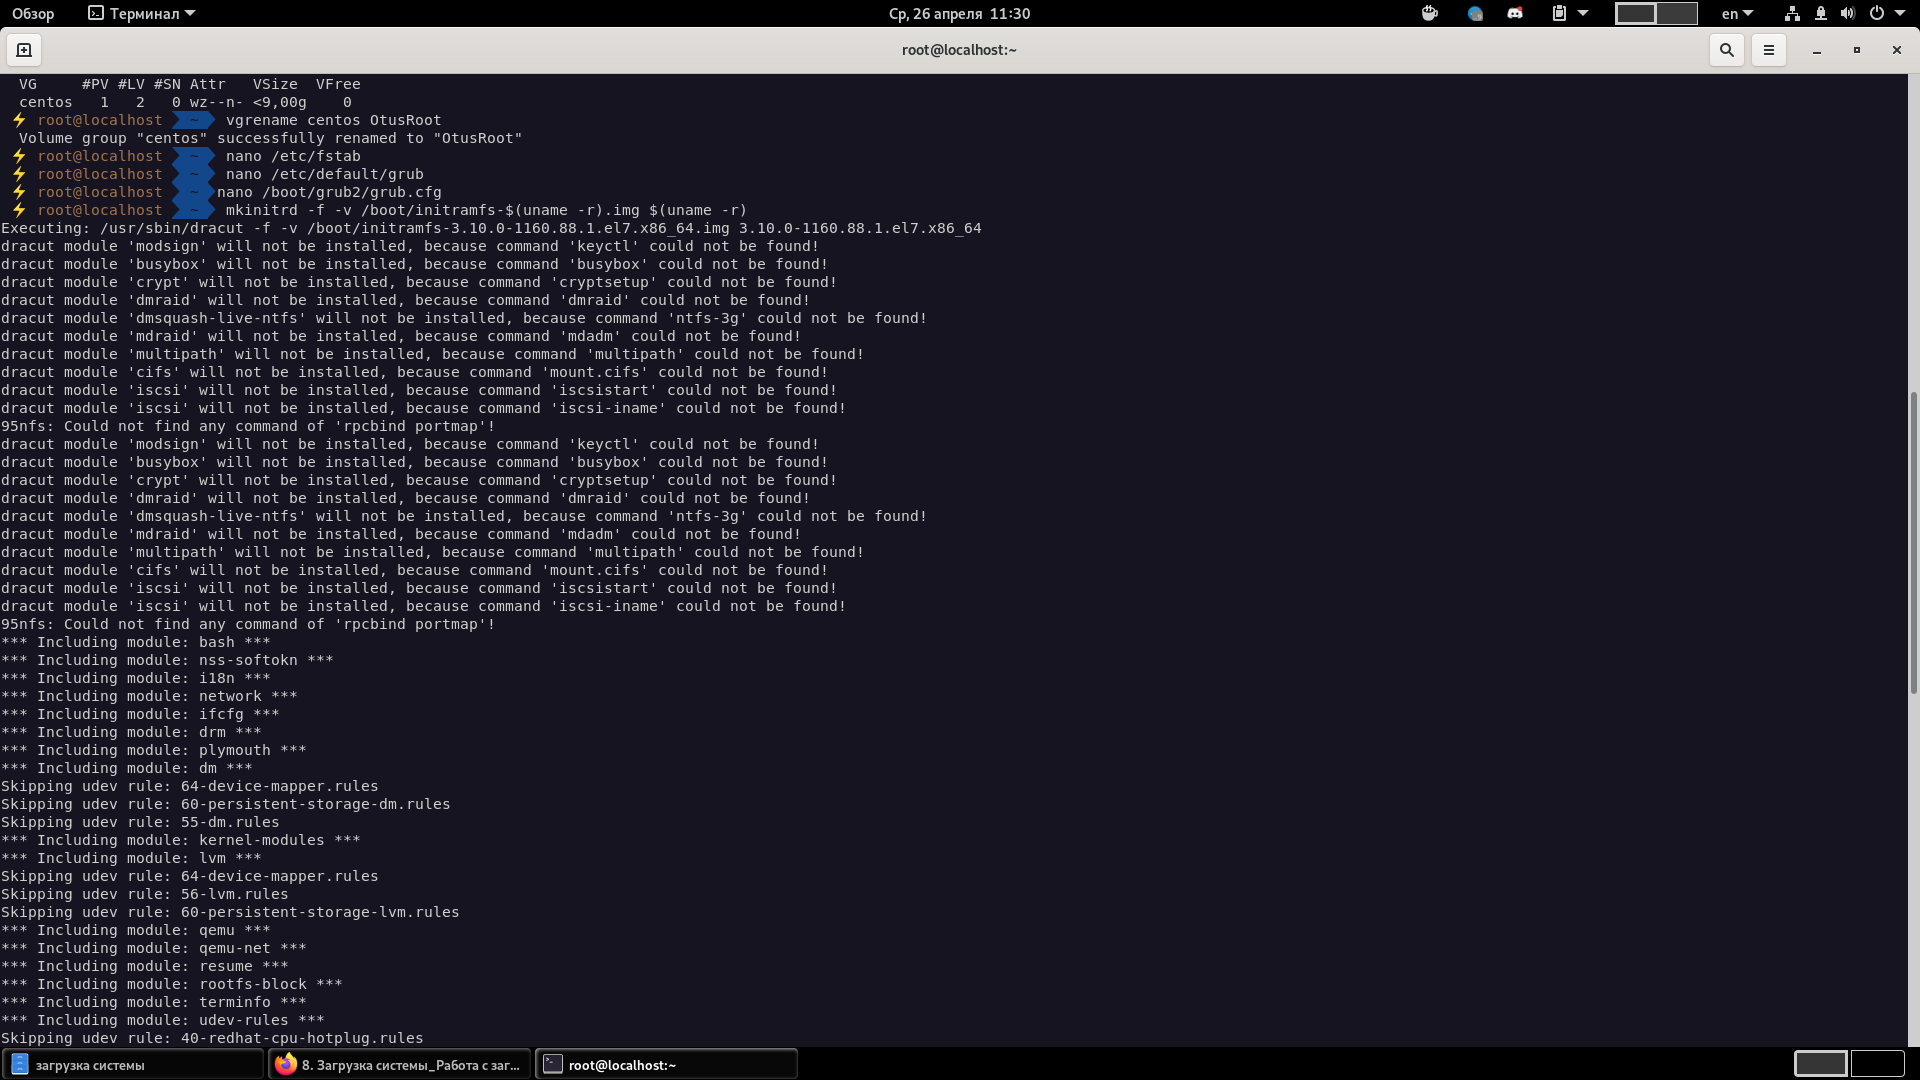 Обзор
Терминал
Ср, 26 апреля 11:30
en
root@localhost:~
VG #PV #LV #SN Attr VSize VFree
centos 1 2 0 wz--n- <9,00g 0
root@localhost ~ vgrename centos OtusRoot
Volume group "centos" successfully renamed to "OtusRoot"
root@localhost ~ nano /etc/fstab
root@localhost ~ nano /etc/default/grub
root@localhost ~ nano /boot/grub2/grub.cfg
root@localhost ~ mkinitrd -f -v /boot/initramfs-$(uname -r).img $(uname -r)
Executing: /usr/sbin/dracut -f -v /boot/initramfs-3.10.0-1160.88.1.el7.x86_64.img 3.10.0-1160.88.1.el7.x86_64
dracut module 'modsign' will not be installed, because command 'keyctl' could not be found!
dracut module 'busybox' will not be installed, because command 'busybox' could not be found!
dracut module 'crypt' will not be installed, because command 'cryptsetup' could not be found!
dracut module 'dmraid' will not be installed, because command 'dmraid' could not be found!
dracut module 'dmsquash-live-ntfs' will not be installed, because command 'ntfs-3g' could not be found!
dracut module 'mdraid' will not be installed, because command 'mdadm' could not be found!
dracut module 'multipath' will not be installed, because command 'multipath' could not be found!
dracut module 'cifs' will not be installed, because command 'mount.cifs' could not be found!
dracut module 'iscsi' will not be installed, because command 'iscsistart' could not be found!
dracut module 'iscsi' will not be installed, because command 'iscsi-iname' could not be found!
95nfs: Could not find any command of 'rpcbind portmap'!
dracut module 'modsign' will not be installed, because command 'keyctl' could not be found!
dracut module 'busybox' will not be installed, because command 'busybox' could not be found!
dracut module 'crypt' will not be installed, because command 'cryptsetup' could not be found!
dracut module 'dmraid' will not be installed, because command 'dmraid' could not be found!
dracut module 'dmsquash-live-ntfs' will not be installed, because command 'ntfs-3g' could not be found!
dracut module 'mdraid' will not be installed, because command 'mdadm' could not be found!
dracut module 'multipath' will not be installed, because command 'multipath' could not be found!
dracut module 'cifs' will not be installed, because command 'mount.cifs' could not be found!
dracut module 'iscsi' will not be installed, because command 'iscsistart' could not be found!
dracut module 'iscsi' will not be installed, because command 'iscsi-iname' could not be found!
95nfs: Could not find any command of 'rpcbind portmap'!
*** Including module: bash ***
*** Including module: nss-softokn ***
*** Including module: i18n ***
*** Including module: network ***
*** Including module: ifcfg ***
*** Including module: drm ***
*** Including module: plymouth ***
*** Including module: dm ***
Skipping udev rule: 64-device-mapper.rules
Skipping udev rule: 60-persistent-storage-dm.rules
Skipping udev rule: 55-dm.rules
*** Including module: kernel-modules ***
*** Including module: lvm ***
Skipping udev rule: 64-device-mapper.rules
Skipping udev rule: 56-lvm.rules
Skipping udev rule: 60-persistent-storage-lvm.rules
*** Including module: qemu ***
*** Including module: qemu-net ***
*** Including module: resume ***
*** Including module: rootfs-block ***
*** Including module: terminfo ***
*** Including module: udev-rules ***
Skipping udev rule: 40-redhat-cpu-hotplug.rules
загрузка системы
8. Загрузка системы_Работа с заг...
root@localhost:~